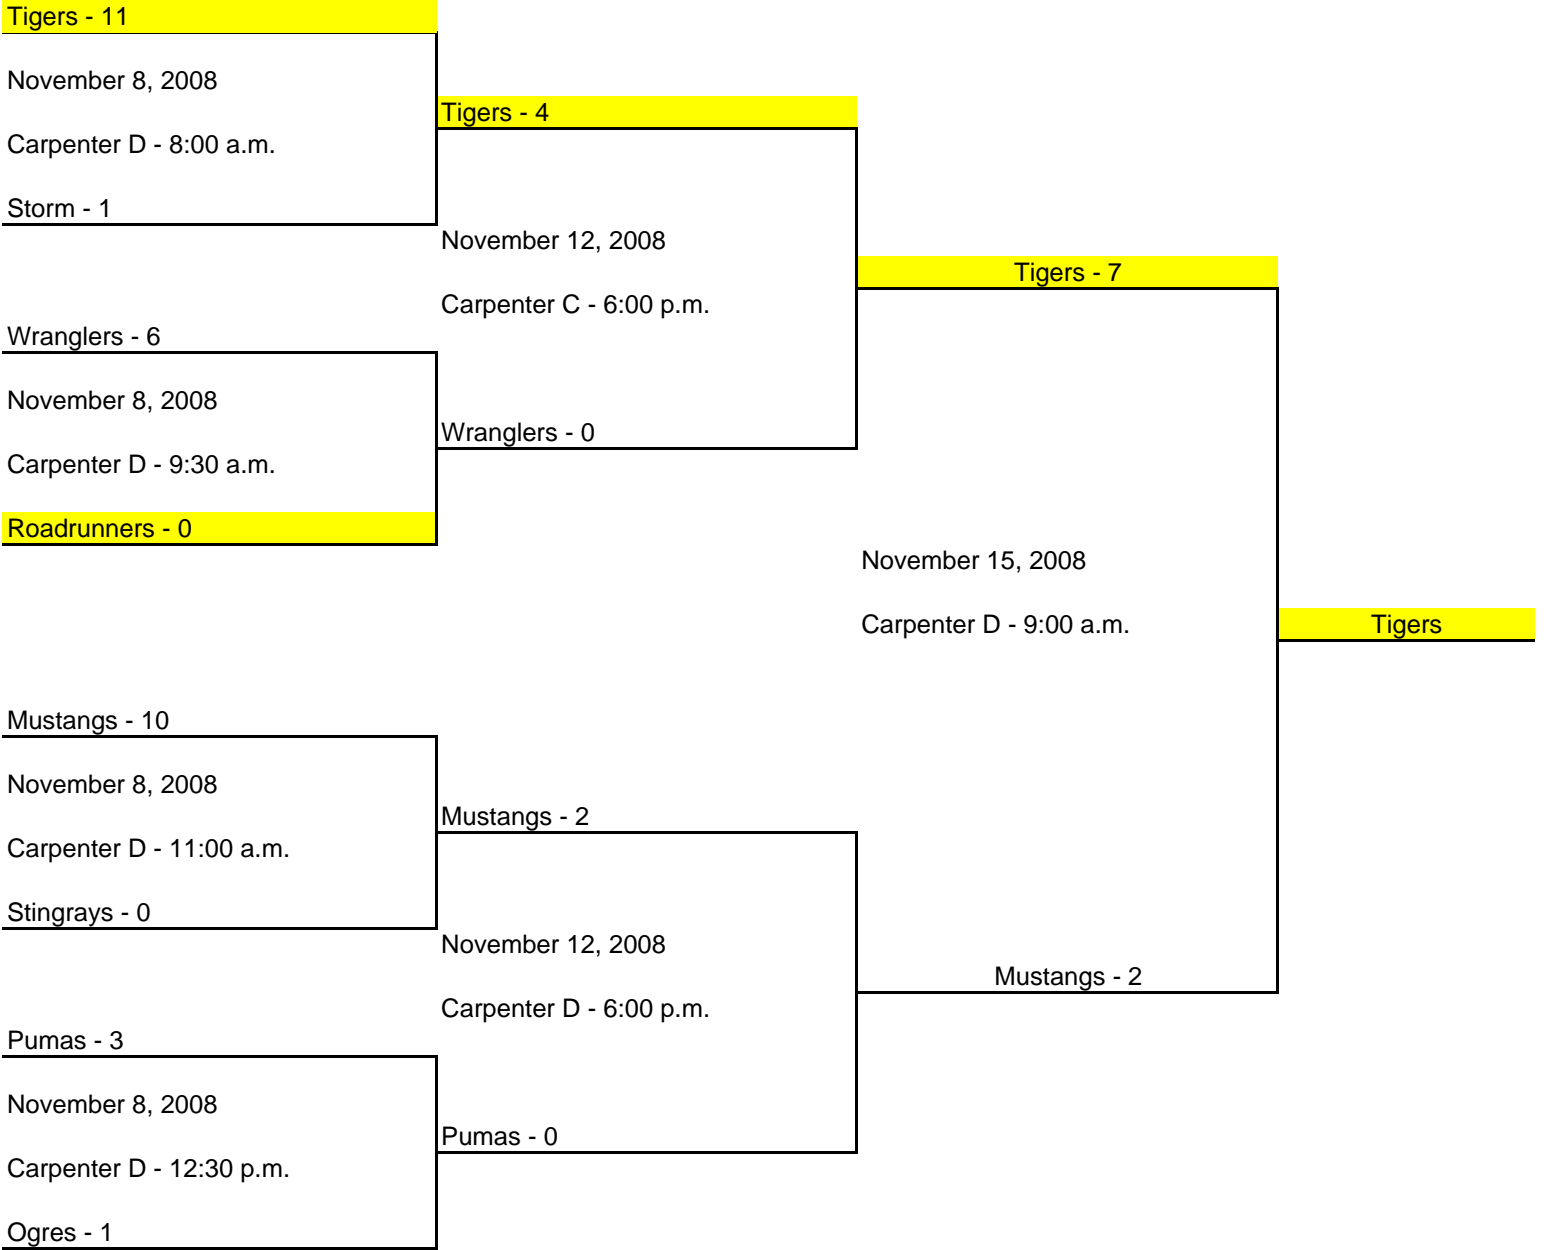 Tigers - 11
November 8, 2008
Carpenter D - 8:00 a.m.
Storm - 1
Wranglers - 6
November 8, 2008
Carpenter D - 9:30 a.m.
Roadrunners - 0
Mustangs - 10
November 8, 2008
Carpenter D - 11:00 a.m.
Stingrays - 0
Pumas - 3
November 8, 2008
Carpenter D - 12:30 p.m.
Ogres - 1
Tigers - 4
November 12, 2008
Carpenter C - 6:00 p.m.
Wranglers - 0
Mustangs - 2
November 12, 2008
Carpenter D - 6:00 p.m.
Pumas - 0
Tigers - 7
November 15, 2008
Carpenter D - 9:00 a.m.
Mustangs - 2
Tigers